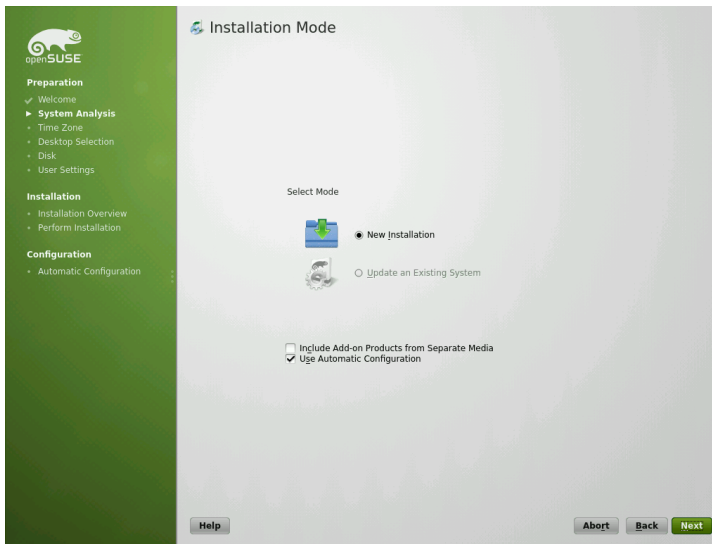 openSUSE
Preparation
Welcome
System Analysis
Time Zone
Desktop Selection
Disk
User Settings
Installation
Installation Overview
Perform Installation
Configuration
Automatic Configuration
Installation Mode
Select Mode
New Installation
Update an Existing System
Include Add-on Products from Separate Media
Use Automatic Configuration
Help
Abort
Back
Next